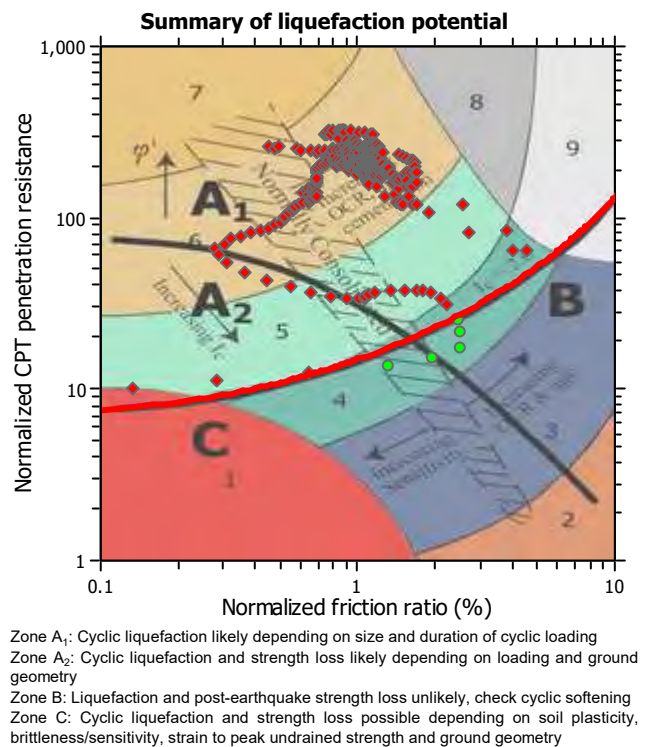 Summary of liquefaction potential
1,000
7
8
9
φ'
A₁
Normally Consolidated
100
6
A₂
Increasing
5
B
10
4
C
1
Increasing
Sensitivity
3
2
1
0.1
1
10
Normalized CPT penetration resistance
Normalized friction ratio (%)
Zone A₁: Cyclic liquefaction likely depending on size and duration of cyclic loading
Zone A₂: Cyclic liquefaction and strength loss likely depending on loading and ground
geometry
Zone B: Liquefaction and post-earthquake strength loss unlikely, check cyclic softening
Zone C: Cyclic liquefaction and strength loss possible depending on soil plasticity,
brittleness/sensitivity, strain to peak undrained strength and ground geometry